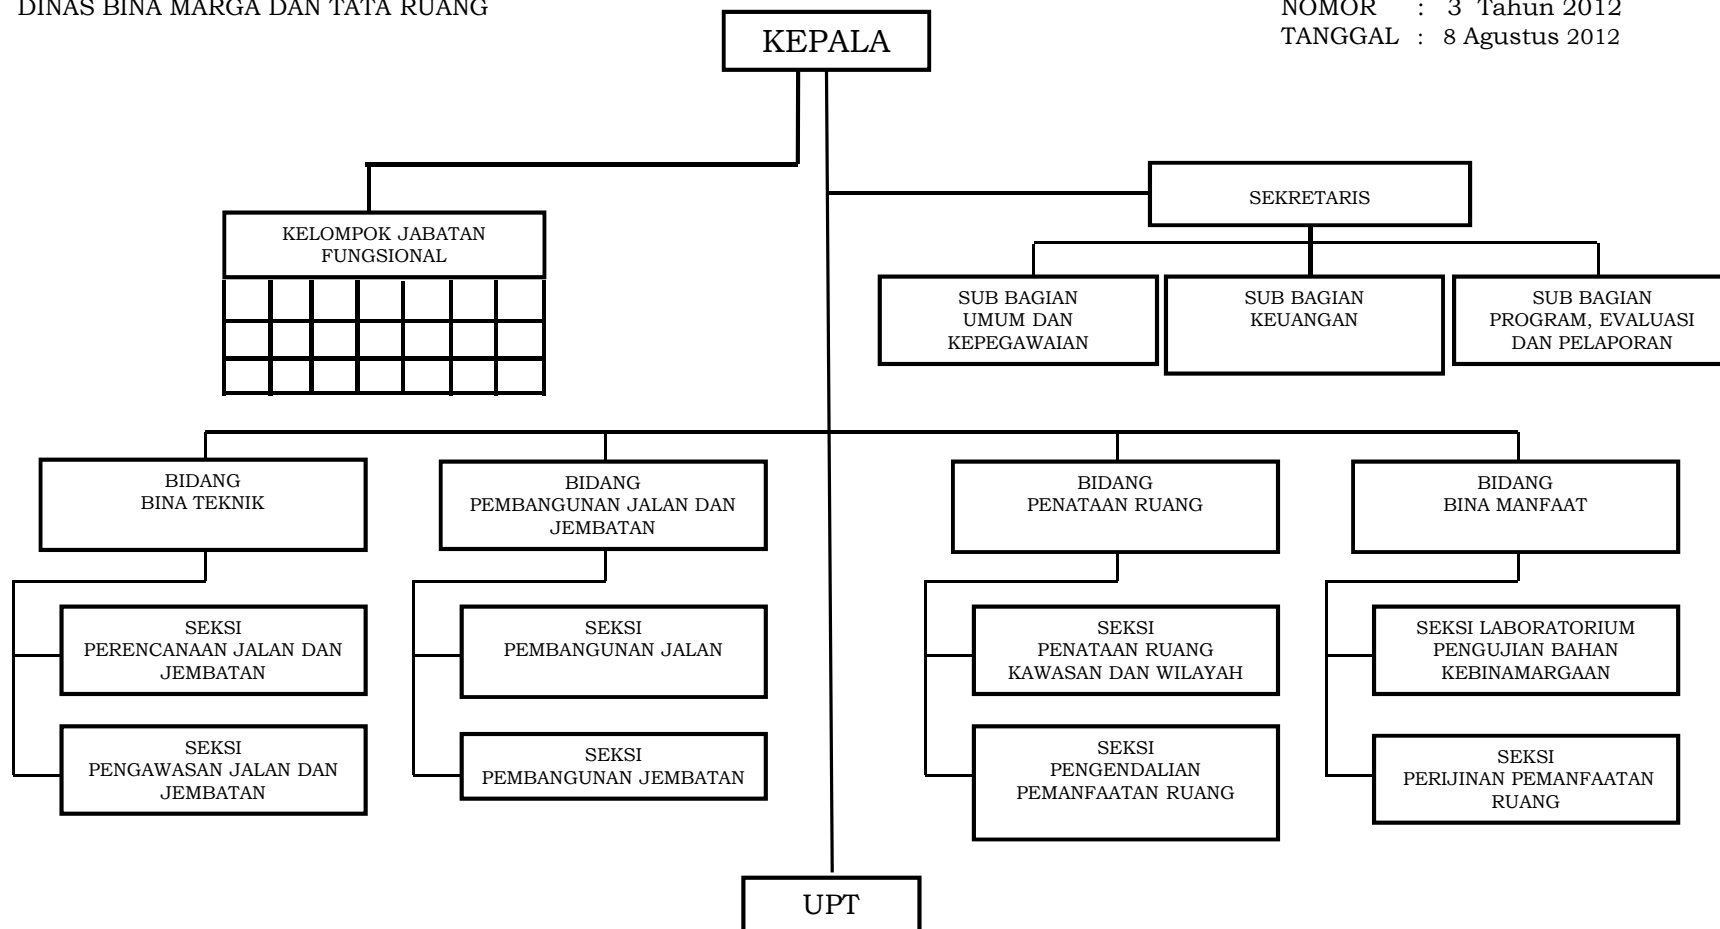 DINAS BINA MARGA DAN TATA RUANG
NOMOR : 3 Tahun 2012
TANGGAL : 8 Agustus 2012
KEPALA
SEKRETARIS
KELOMPOK JABATAN
FUNGSIONAL
SUB BAGIAN
UMUM DAN
KEPEGAWAIAN
SUB BAGIAN
KEUANGAN
SUB BAGIAN
PROGRAM, EVALUASI
DAN PELAPORAN
BIDANG
BINA TEKNIK
BIDANG
PEMBANGUNAN JALAN DAN
JEMBATAN
BIDANG
PENATAAN RUANG
BIDANG
BINA MANFAAT
SEKSI
PERENCANAAN JALAN DAN
JEMBATAN
SEKSI
PEMBANGUNAN JALAN
SEKSI
PENATAAN RUANG
KAWASAN DAN WILAYAH
SEKSI LABORATORIUM
PENGUJIAN BAHAN
KEBINAMARGAAN
SEKSI
PENGAWASAN JALAN DAN
JEMBATAN
SEKSI
PEMBANGUNAN JEMBATAN
SEKSI
PENGENDALIAN
PEMANFAATAN RUANG
SEKSI
PERIJINAN PEMANFAATAN
RUANG
UPT